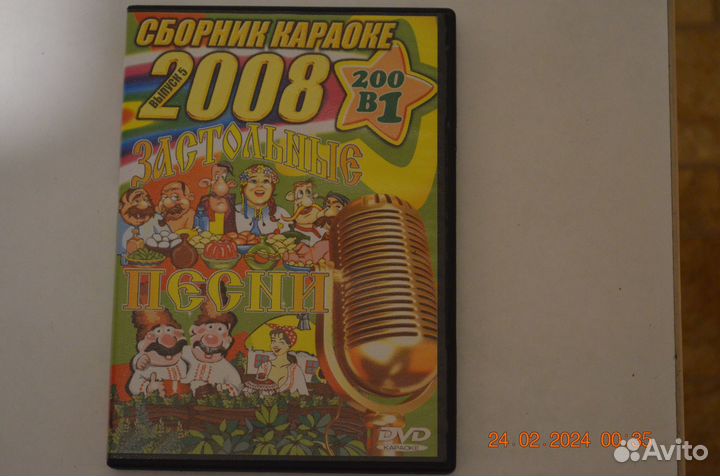 СБОРНИК КАРАОКЕ
ВЫПУСК 5
2008
200
В1
ЗАСТОЛЬНЫЕ
ПЕСНИ
DVD
КАРАОКЕ
24.02.2024 00:35
Avito